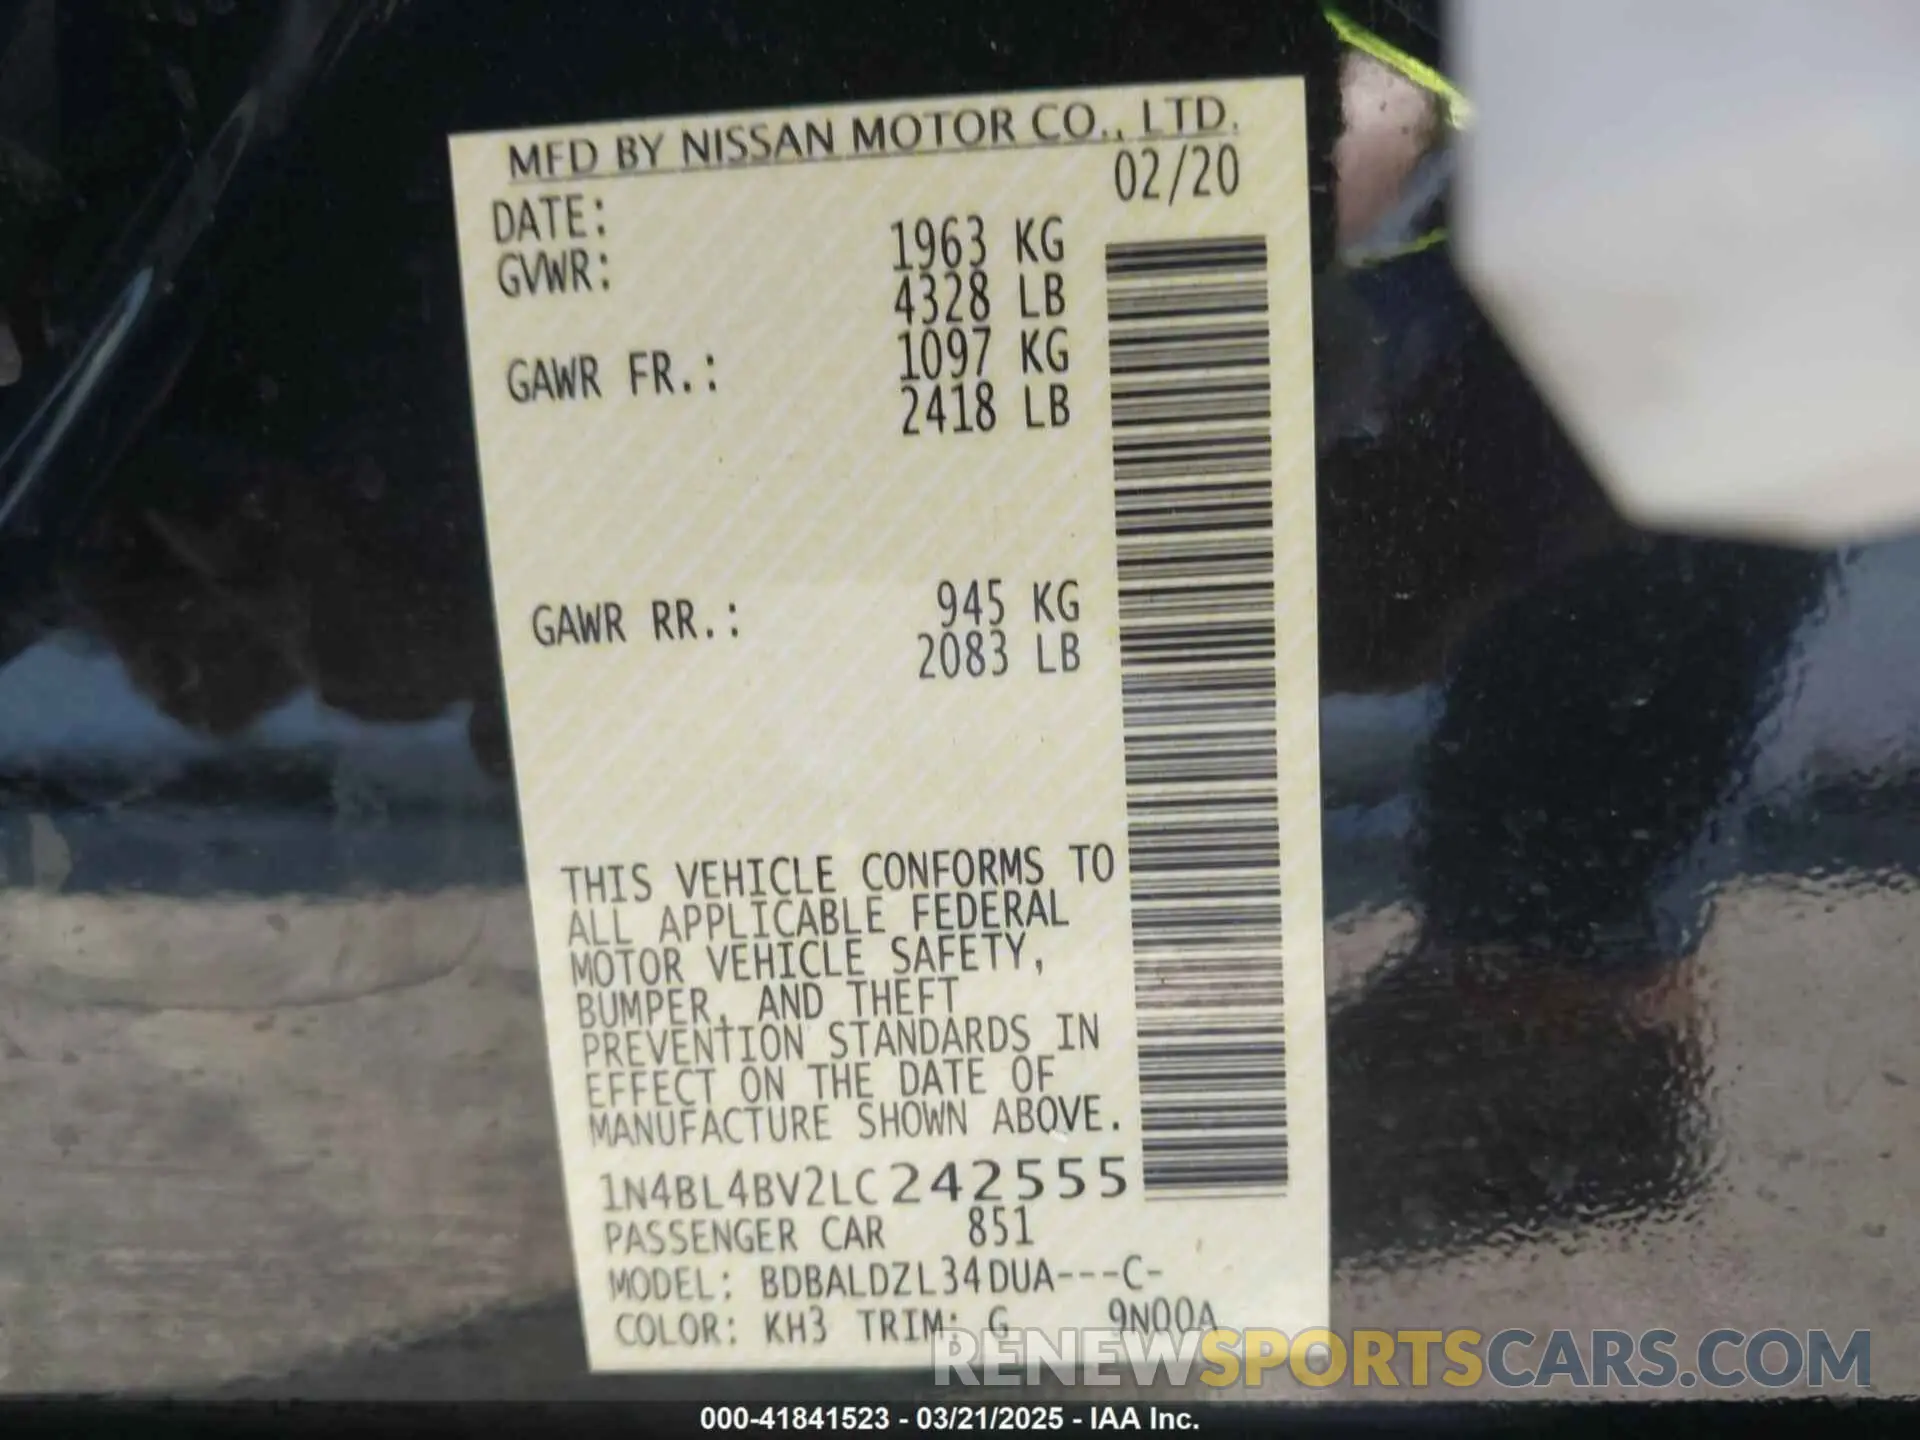 MFD BY NISSAN MOTOR CO., LTD.
DATE: 02/20
GVWR: 1963 KG
4328 LB
GAWR FR.: 1097 KG
2418 LB
GAWR RR.: 945 KG
2083 LB
THIS VEHICLE CONFORMS TO
ALL APPLICABLE FEDERAL
MOTOR VEHICLE SAFETY,
BUMPER, AND THEFT
PREVENTION STANDARDS IN
EFFECT ON THE DATE OF
MANUFACTURE SHOWN ABOVE.
1N4BL4BV2LC242555
PASSENGER CAR 851
MODEL: BDBALDZL34DUA---C-
COLOR: KH3 TRIM: G 9N00A
RENEWSPORTSCARS.COM
000-41841523 - 03/21/2025 - IAA Inc.